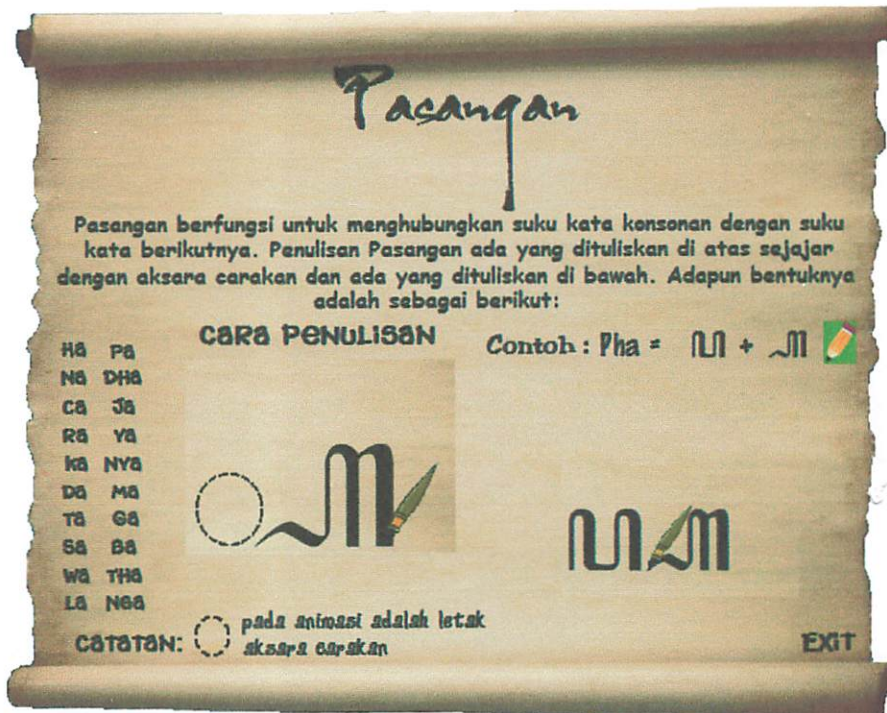 Pasangan
Pasangan berfungsi untuk menghubungkan suku kata konsonan dengan suku
kata berikutnya. Penulisan Pasangan ada yang dituliskan di atas sejajar
dengan aksara carakan dan ada yang dituliskan di bawah. Adapun bentuknya
adalah sebagai berikut:
CARA PENULISAN
Contoh : Pha = ꦥ + ꧀ꦲ
HA PA
NA DHA
CA JA
RA YA
KA NYA
DA MA
TA GA
SA BA
WA THA
LA NGA
꧀ꦲ
ꦥ꧀ꦲ
CATATAN: pada animasi adalah letak
aksara carakan
EXIT